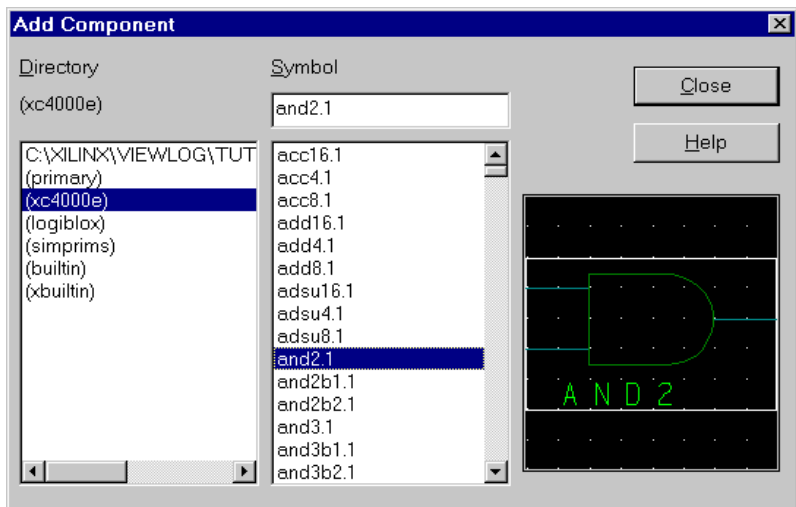 Add Component
Directory
(xc4000e)
C:\XILINX\VIEWLOG\TUT
(primary)
(xc4000e)
(logiblox)
(simprims)
(builtin)
(xbuiltin)
Symbol
and2.1
acc16.1
acc4.1
acc8.1
add16.1
add4.1
add8.1
adsu16.1
adsu4.1
adsu8.1
and2.1
and2b1.1
and2b2.1
and3.1
and3b1.1
and3b2.1
Close
Help
AND2